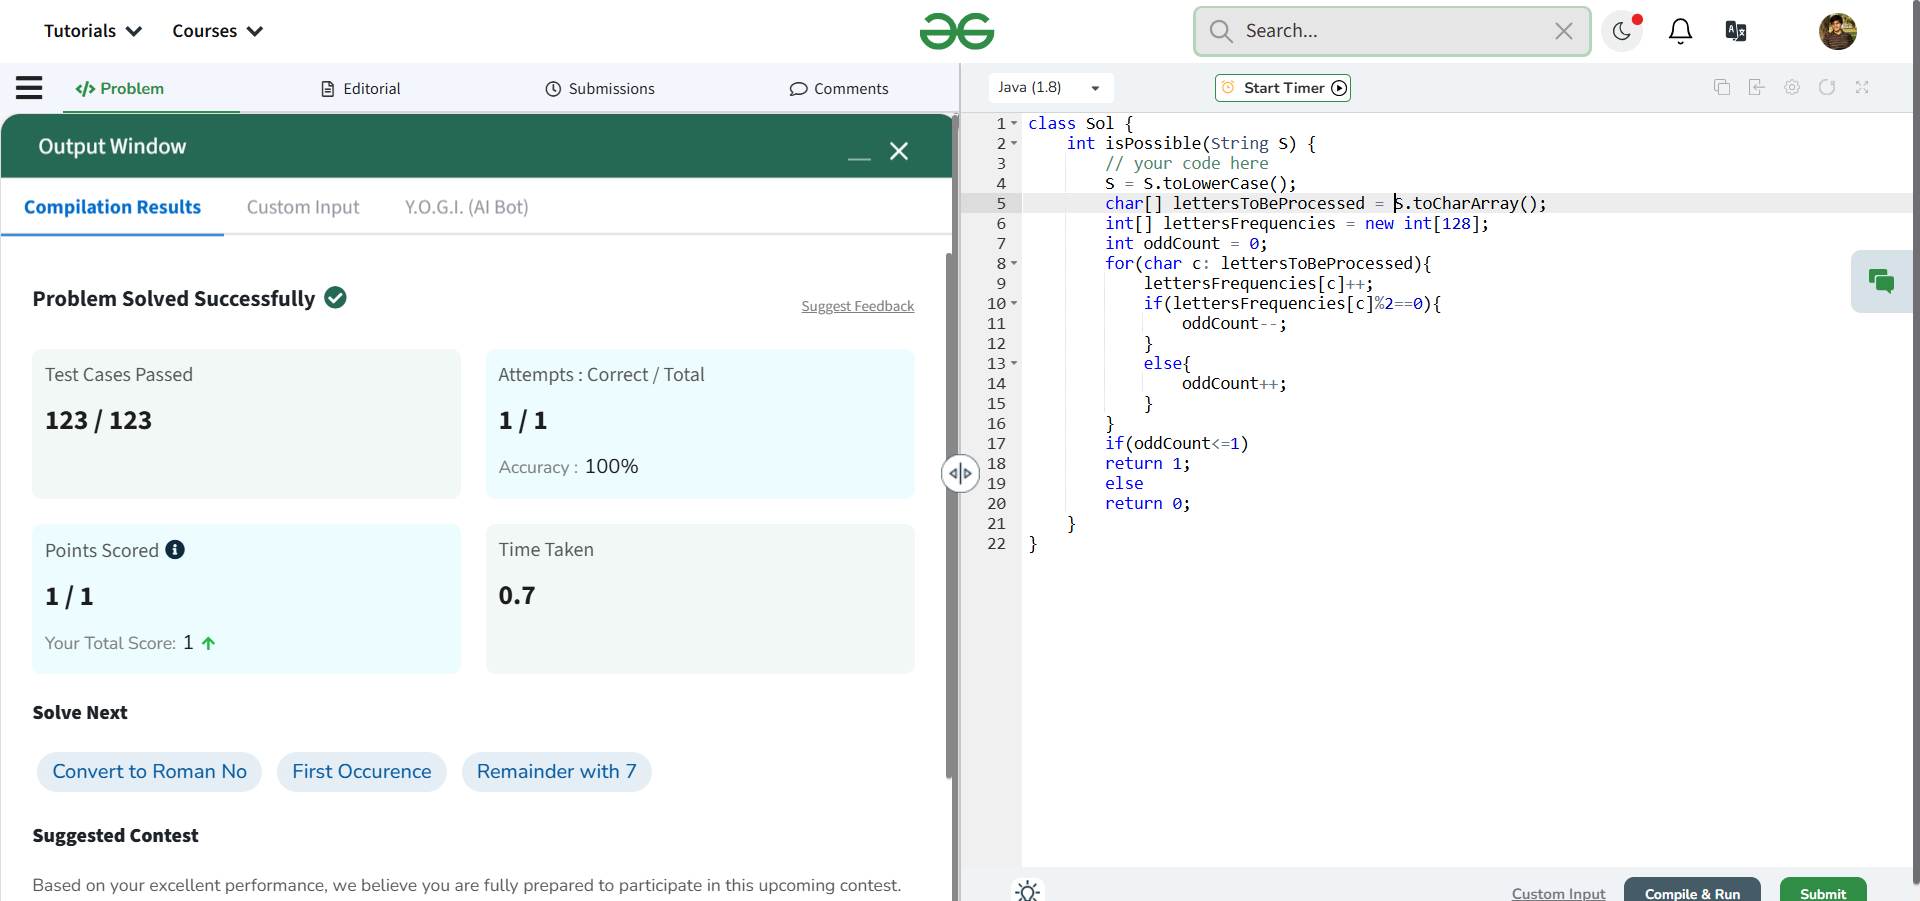 Tutorials
Courses
Search...
Problem
Editorial
Submissions
Comments
Java (1.8)
Start Timer
Output Window
Compilation Results
Custom Input
Y.O.G.I. (AI Bot)
Problem Solved Successfully
Suggest Feedback
Test Cases Passed
123 / 123
Attempts : Correct / Total
1 / 1
Accuracy : 100%
Points Scored
1 / 1
Your Total Score: 1
Time Taken
0.7
Solve Next
Convert to Roman No
First Occurence
Remainder with 7
Suggested Contest
Based on your excellent performance, we believe you are fully prepared to participate in this upcoming contest.
1 class Sol {
2     int isPossible(String S) {
3         // your code here
4         S = S.toLowerCase();
5         char[] lettersToBeProcessed = S.toCharArray();
6         int[] lettersFrequencies = new int[128];
7         int oddCount = 0;
8         for(char c: lettersToBeProcessed){
9             lettersFrequencies[c]++;
10             if(lettersFrequencies[c]%2==0){
11                 oddCount--;
12             }
13             else{
14                 oddCount++;
15             }
16         }
17         if(oddCount<=1)
18         return 1;
19         else
20         return 0;
21     }
22 }
Custom Input
Compile & Run
Submit